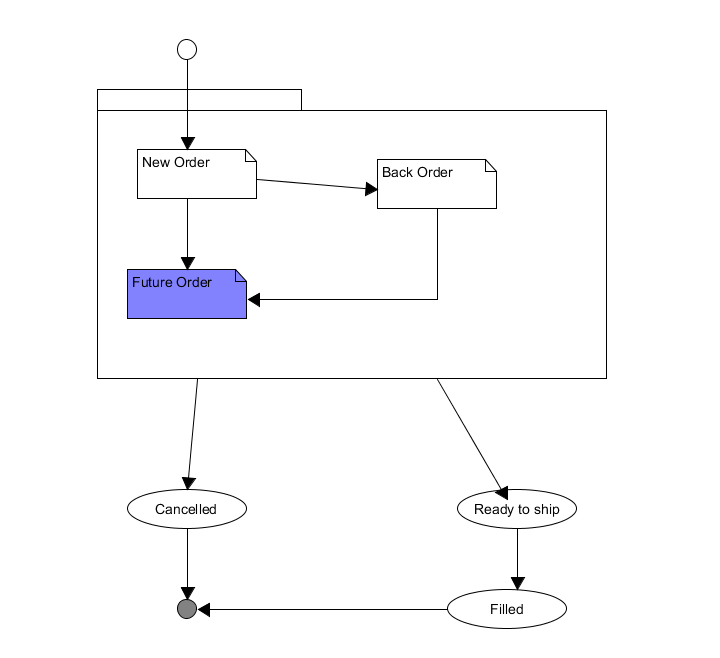 New Order
Back Order
Future Order
Cancelled
Ready to ship
Filled